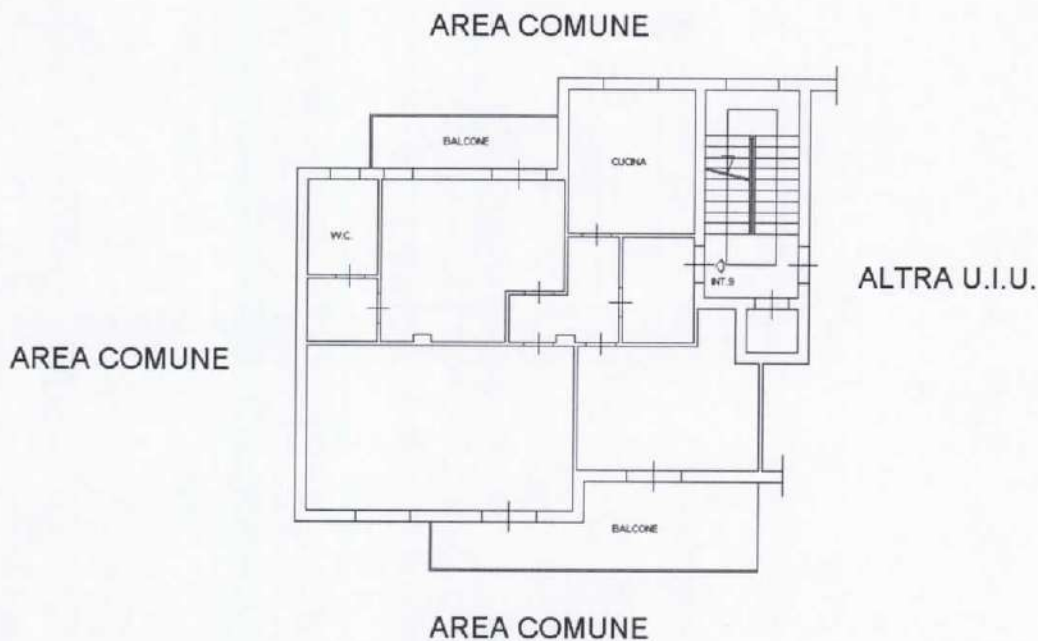 AREA COMUNE
BALCONE
CUCINA
W.C.
INT.9
ALTRA U.I.U.
AREA COMUNE
BALCONE
AREA COMUNE